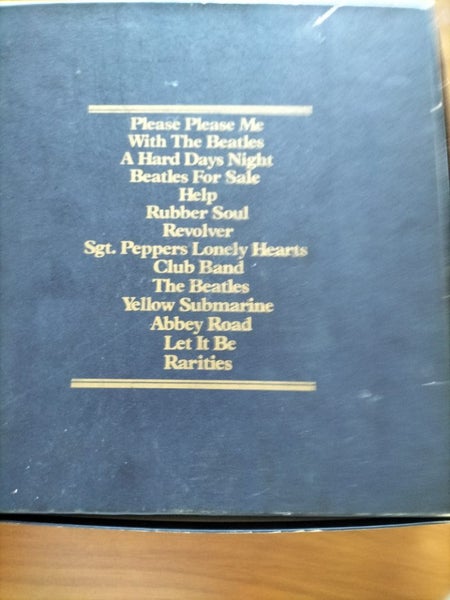 Please Please Me
With The Beatles
A Hard Days Night
Beatles For Sale
Help
Rubber Soul
Revolver
Sgt. Peppers Lonely Hearts
Club Band
The Beatles
Yellow Submarine
Abbey Road
Let It Be
Rarities